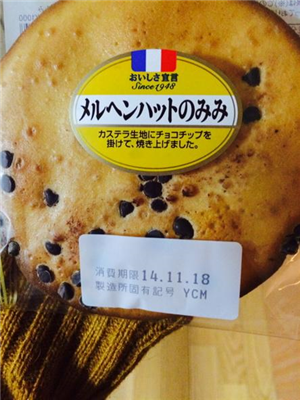 おいしさ宣言
Since 1948
メルヘンハットのみみ
カステラ生地にチョコチップを
掛けて、焼き上げました。
消費期限 14.11.18
製造所固有記号 YCM